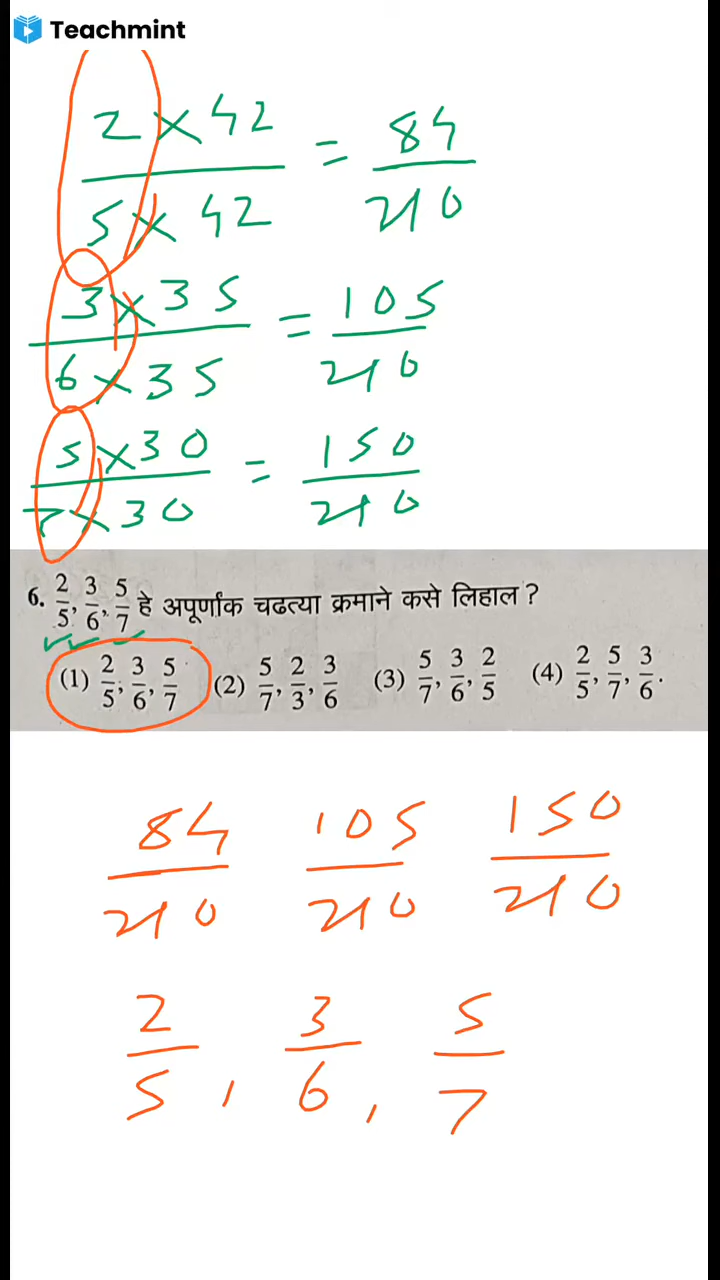 Teachmint
2 × 42 / 5 × 42 = 84 / 210
3 × 35 / 6 × 35 = 105 / 210
5 × 30 / 7 × 30 = 150 / 210
6. 2/5, 3/6, 5/7 हे अपूर्णांक चढत्या क्रमाने कसे लिहाल ?
(1) 2/5, 3/6, 5/7 (2) 5/7, 2/3, 3/6 (3) 5/7, 3/6, 2/5 (4) 2/5, 5/7, 3/6.
84/210 105/210 150/210
2/5, 3/6, 5/7